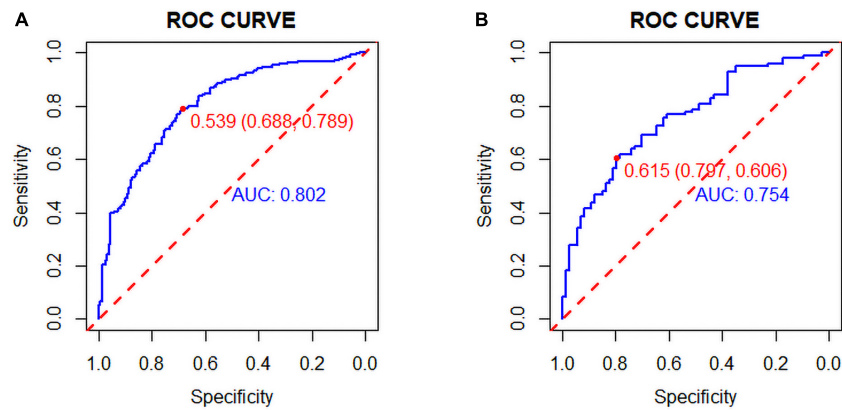 A
ROC CURVE
Sensitivity
0.0 0.2 0.4 0.6 0.8 1.0
0.539 (0.688, 0.789)
AUC: 0.802
1.0 0.8 0.6 0.4 0.2 0.0
Specificity
B
ROC CURVE
Sensitivity
0.0 0.2 0.4 0.6 0.8 1.0
0.615 (0.797, 0.606)
AUC: 0.754
1.0 0.8 0.6 0.4 0.2 0.0
Specificity